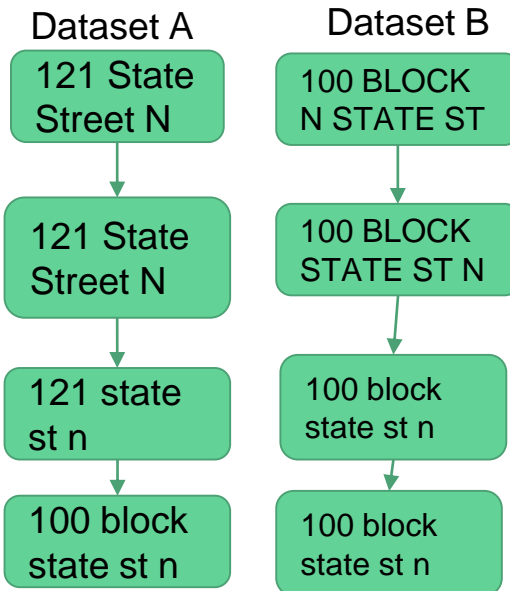 Dataset A
121 State
Street N
121 State
Street N
121 state
st n
100 block
state st n
Dataset B
100 BLOCK
N STATE ST
100 BLOCK
STATE ST N
100 block
state st n
100 block
state st n